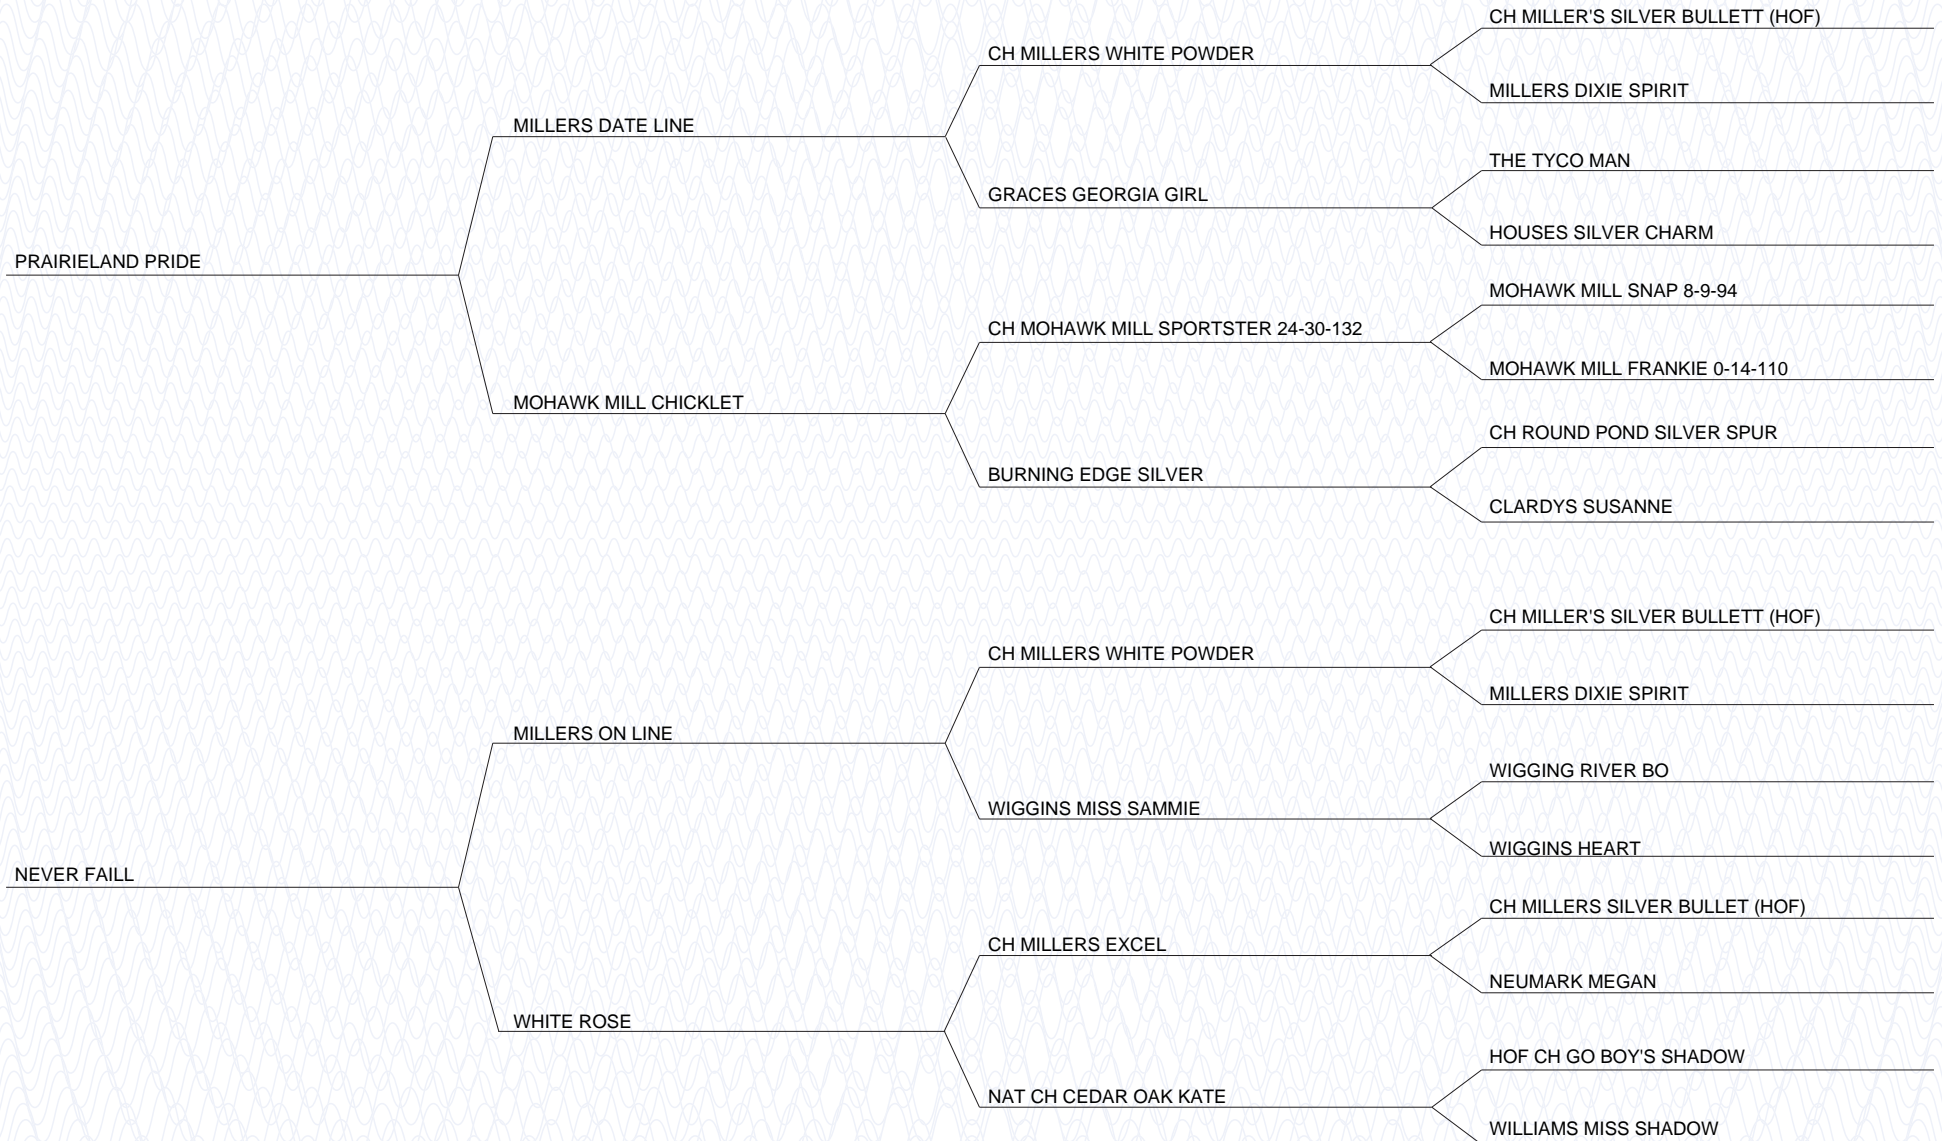 CH MILLER'S SILVER BULLETT (HOF)
CH MILLERS WHITE POWDER
MILLERS DIXIE SPIRIT
MILLERS DATE LINE
THE TYCO MAN
GRACES GEORGIA GIRL
HOUSES SILVER CHARM
PRAIRIELAND PRIDE
MOHAWK MILL SNAP 8-9-94
CH MOHAWK MILL SPORTSTER 24-30-132
MOHAWK MILL FRANKIE 0-14-110
MOHAWK MILL CHICKLET
CH ROUND POND SILVER SPUR
BURNING EDGE SILVER
CLARDYS SUSANNE
CH MILLER'S SILVER BULLETT (HOF)
CH MILLERS WHITE POWDER
MILLERS DIXIE SPIRIT
MILLERS ON LINE
WIGGING RIVER BO
WIGGINS MISS SAMMIE
WIGGINS HEART
NEVER FAILL
CH MILLERS SILVER BULLET (HOF)
CH MILLERS EXCEL
NEUMARK MEGAN
WHITE ROSE
HOF CH GO BOY'S SHADOW
NAT CH CEDAR OAK KATE
WILLIAMS MISS SHADOW